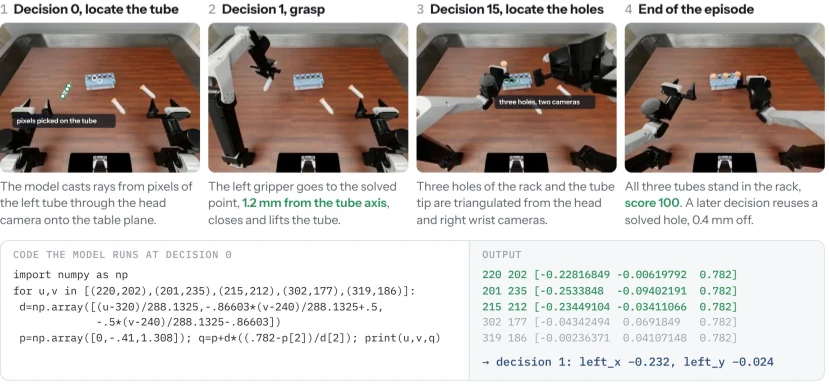 1 Decision 0, locate the tube
pixels picked on the tube
The model casts rays from pixels of
the left tube through the head
camera onto the table plane.
2 Decision 1, grasp
The left gripper goes to the solved
point, 1.2 mm from the tube axis,
closes and lifts the tube.
3 Decision 15, locate the holes
three holes, two cameras
Three holes of the rack and the tube
tip are triangulated from the head
and right wrist cameras.
4 End of the episode
All three tubes stand in the rack,
score 100. A later decision reuses a
solved hole, 0.4 mm off.
CODE THE MODEL RUNS AT DECISION 0
import numpy as np
for u,v in [(220,202),(201,235),(215,212),(302,177),(319,186)]:
d=np.array([(u-320)/288.1325,-.86603*(v-240)/288.1325+.5,
-.5*(v-240)/288.1325-.86603])
p=np.array([0,-.41,1.308]); q=p+d*((.782-p[2])/d[2]); print(u,v,q)
OUTPUT
220 202 [-0.22816849 -0.00619792 0.782]
201 235 [-0.2533848 -0.09402191 0.782]
215 212 [-0.23449104 -0.03411066 0.782]
302 177 [-0.04342494 0.0691849 0.782]
319 186 [-0.00236371 0.04107148 0.782]
→ decision 1: left_x -0.232, left_y -0.024